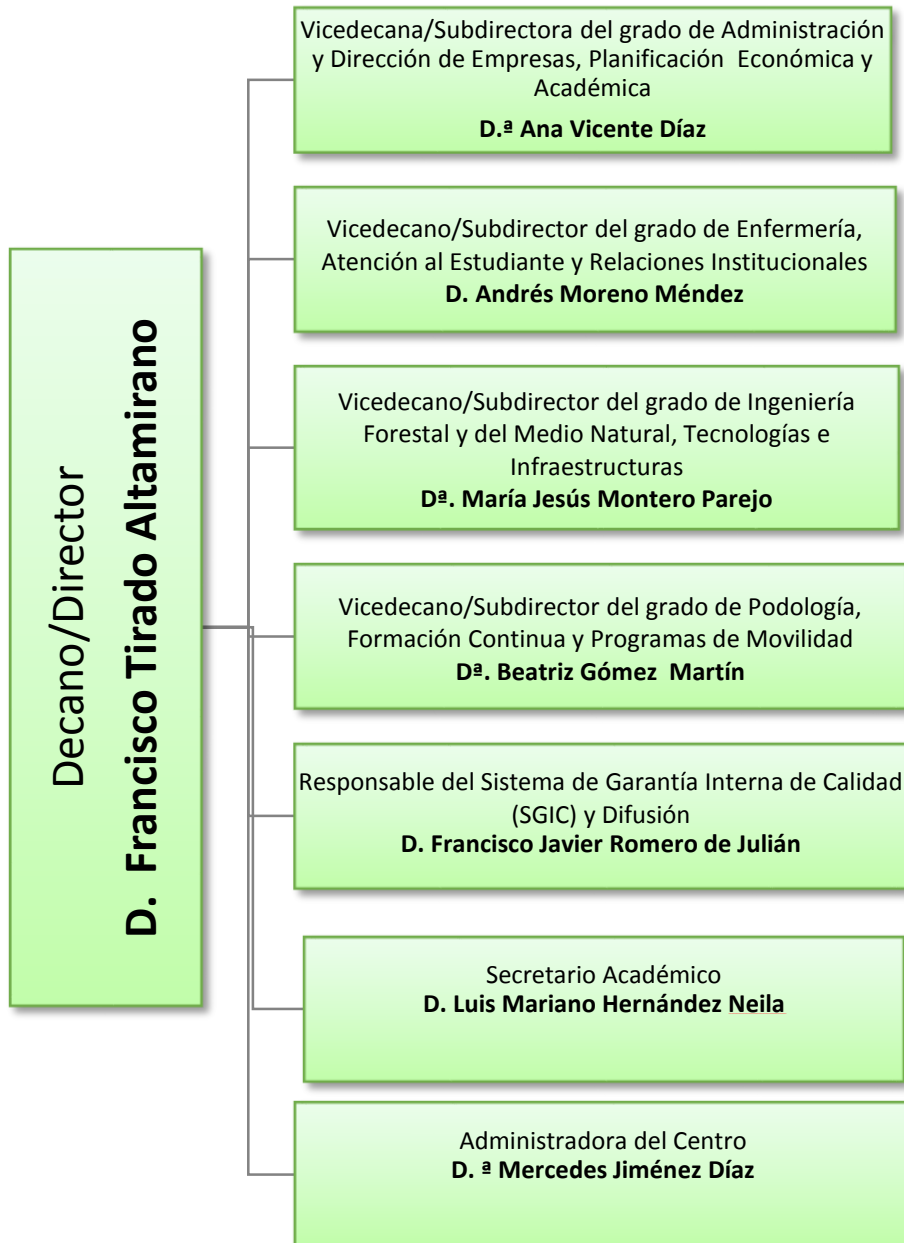 Decano/Director
D. Francisco Tirado Altamirano
Vicedecana/Subdirectora del grado de Administración
y Dirección de Empresas, Planificación Económica y
Académica
D.ª Ana Vicente Díaz
Vicedecano/Subdirector del grado de Enfermería,
Atención al Estudiante y Relaciones Institucionales
D. Andrés Moreno Méndez
Vicedecano/Subdirector del grado de Ingeniería
Forestal y del Medio Natural, Tecnologías e
Infraestructuras
Dª. María Jesús Montero Parejo
Vicedecano/Subdirector del grado de Podología,
Formación Continua y Programas de Movilidad
Dª. Beatriz Gómez Martín
Responsable del Sistema de Garantía Interna de Calidad
(SGIC) y Difusión
D. Francisco Javier Romero de Julián
Secretario Académico
D. Luis Mariano Hernández Neila
Administradora del Centro
D. ª Mercedes Jiménez Díaz